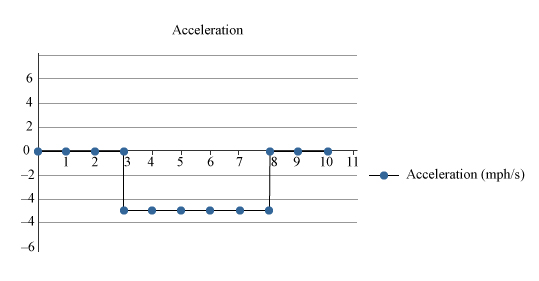 Acceleration
6
4
2
0
1 2 3 4 5 6 7 8 9 10 11
–2
–4
–4
–6
Acceleration (mph/s)